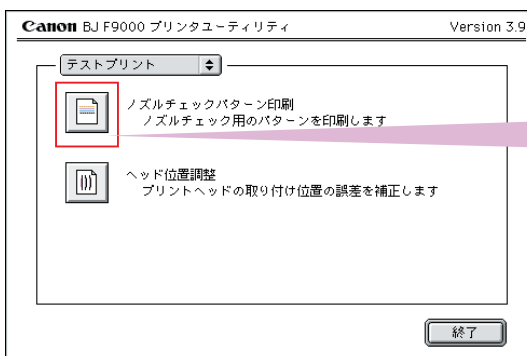 Canon BJ F9000 プリンタユーティリティ Version 3.9
テストプリント
ノズルチェックパターン印刷
ノズルチェック用のパターンを印刷します
ヘッド位置調整
プリントヘッドの取り付け位置の誤差を補正します
終了